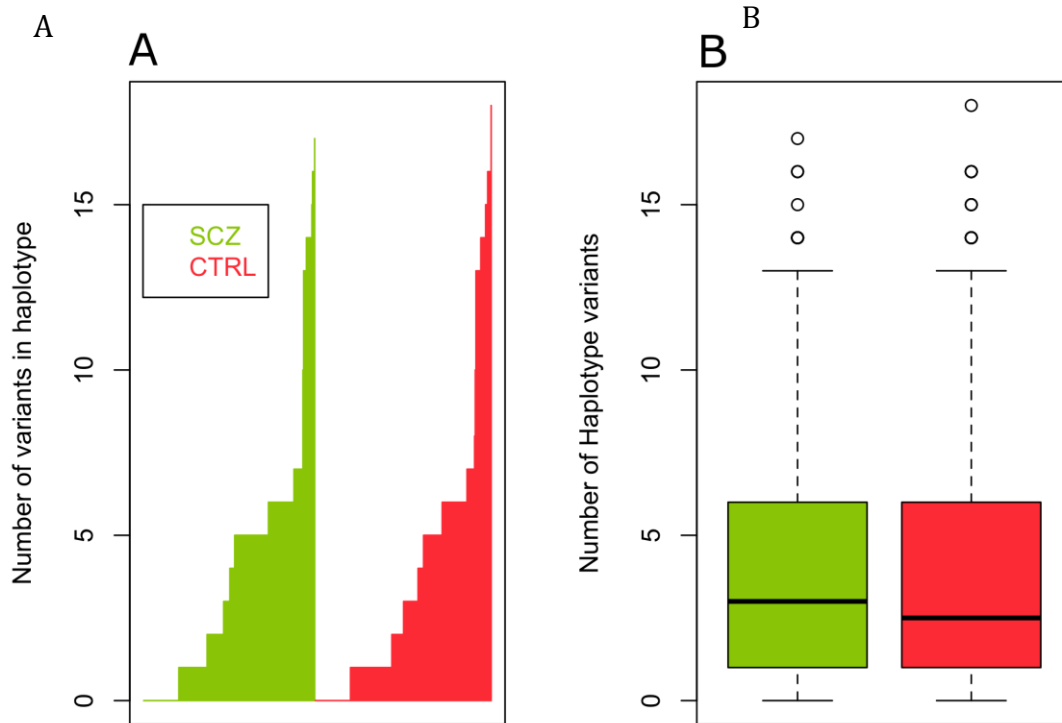 A
A
Number of variants in haplotype
15
10
5
0
SCZ
CTRL
B
B
Number of Haplotype variants
15
10
5
0